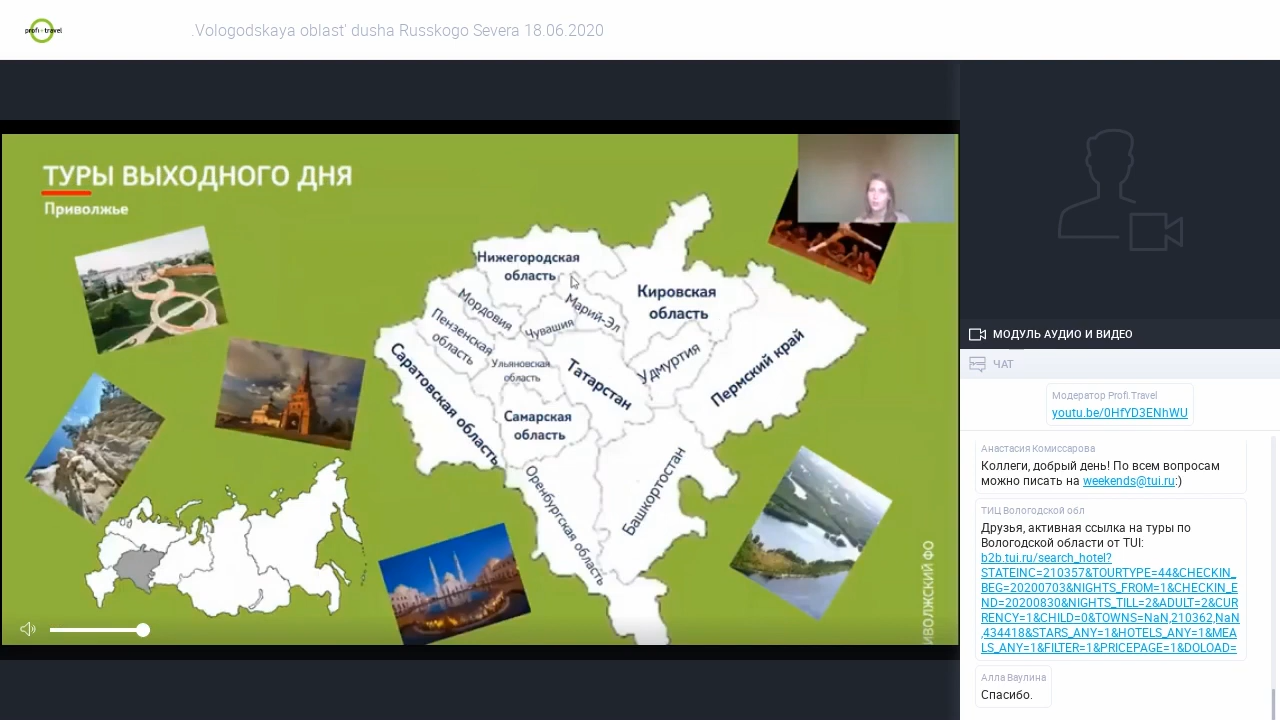 profi travel
.Vologodskaya oblast' dusha Russkogo Severa 18.06.2020
ТУРЫ ВЫХОДНОГО ДНЯ
Приволжье
Нижегородская
область
Кировская
область
Марий-Эл
Мордовия
Чувашия
Пензенская
область
Ульяновская
область
Татарстан
Удмуртия
Пермский край
Саратовская область
Самарская
область
Оренбургская область
Башкортостан
ИВОЛЖСКИЙ ФО
МОДУЛЬ АУДИО И ВИДЕО
ЧАТ
Модератор Profi.Travel
youtu.be/0HfYD3ENhWU
Анастасия Комиссарова
Коллеги, добрый день! По всем вопросам
можно писать на weekends@tui.ru:)
ТИЦ Вологодской обл
Друзья, активная ссылка на туры по
Вологодской области от TUI:
b2b.tui.ru/search_hotel?
STATEINC=210357&TOURTYPE=44&CHECKIN_
BEG=20200703&NIGHTS_FROM=1&CHECKIN_E
ND=20200830&NIGHTS_TILL=2&ADULT=2&CUR
RENCY=1&CHILD=0&TOWNS=NaN,210362,NaN
,434418&STARS_ANY=1&HOTELS_ANY=1&MEA
LS_ANY=1&FILTER=1&PRICEPAGE=1&DOLOAD=
Алла Ваулина
Спасибо.